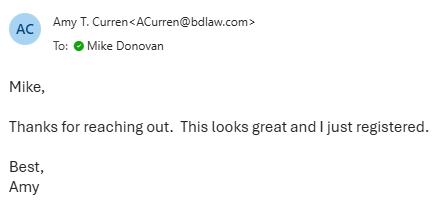 AC
Amy T. Curren<ACurren@bdlaw.com>
To: Mike Donovan
Mike,
Thanks for reaching out.  This looks great and I just registered.
Best,
Amy